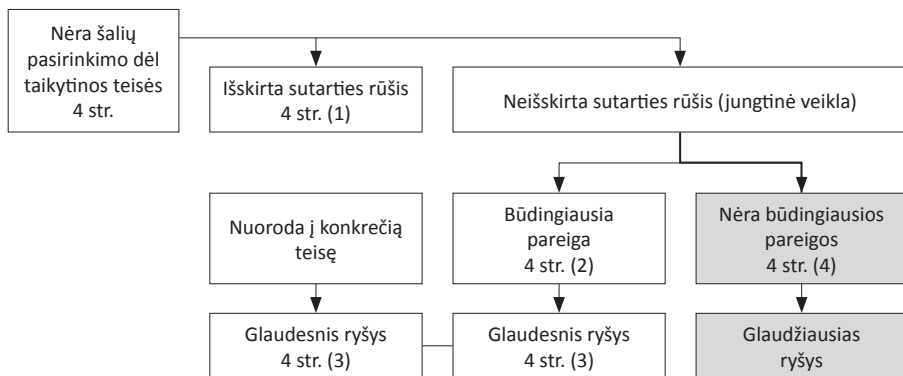 Nėra šalių
pasirinkimo dėl
taikytinos teisės
4 str.
Išskirta sutarties rūšis
4 str. (1)
Neišskirta sutarties rūšis (jungtinė veikla)
Nuoroda į konkrečią
teisę
Būdingiausia
pareiga
4 str. (2)
Nėra būdingiausios
pareigos
4 str. (4)
Glaudesnis ryšys
4 str. (3)
Glaudesnis ryšys
4 str. (3)
Glaudžiausias
ryšys